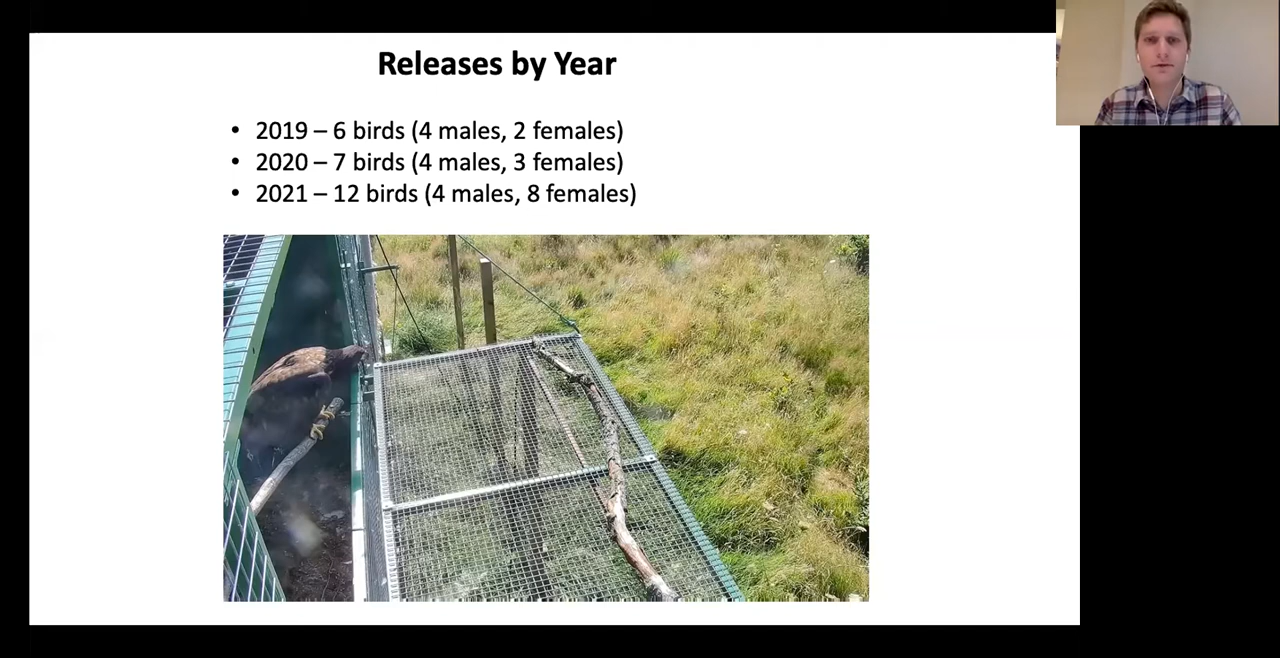 Releases by Year
• 2019 – 6 birds (4 males, 2 females)
• 2020 – 7 birds (4 males, 3 females)
• 2021 – 12 birds (4 males, 8 females)